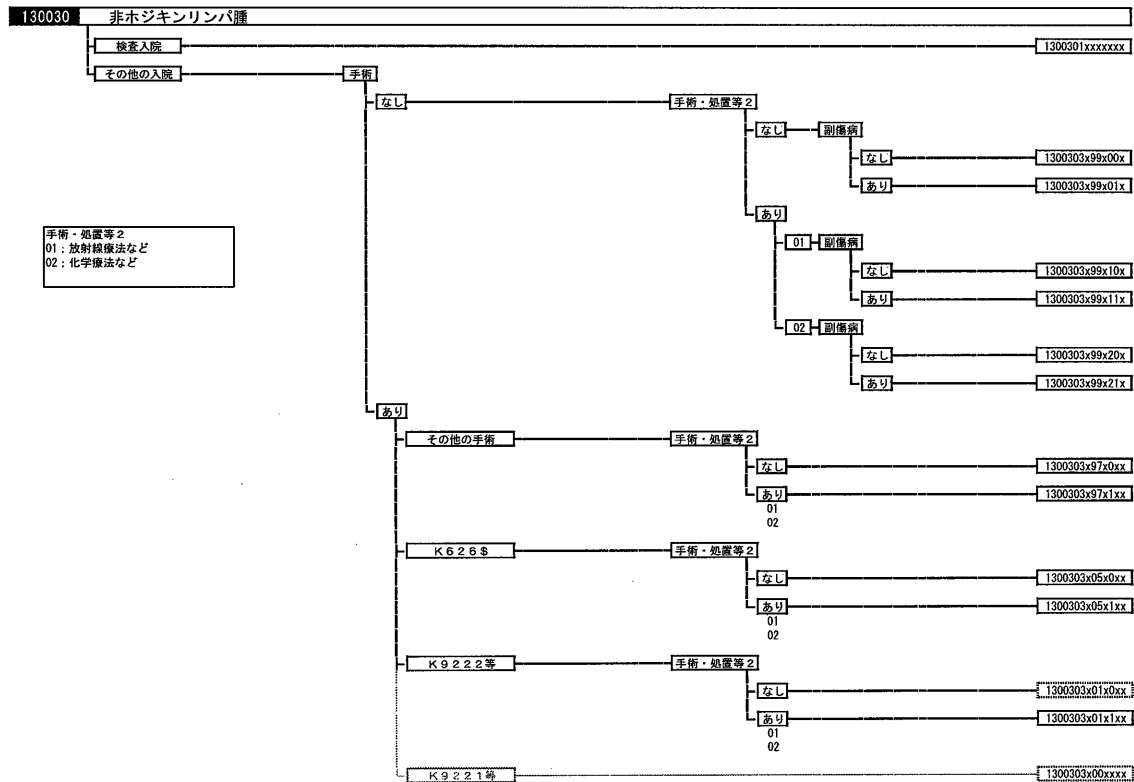 130030 非ホジキンリンパ腫
検査入院 1300301xxxxxxx
その他の入院 手術
なし 手術・処置等2
なし 副傷病
なし 1300303x99x00x
あり 1300303x99x01x
あり
手術・処置等2
01;放射線療法など
02;化学療法など
01 副傷病
なし 1300303x99x10x
あり 1300303x99x11x
02 副傷病
なし 1300303x99x20x
あり 1300303x99x21x
あり
その他の手術 手術・処置等2
なし 1300303x97x0xx
あり 1300303x97x1xx
01
02
K626$ 手術・処置等2
なし 1300303x05x0xx
あり 1300303x05x1xx
01
02
K9222等 手術・処置等2
なし 1300303x01x0xx
あり 1300303x01x1xx
01
02
K9221等 1300303x00xxxx